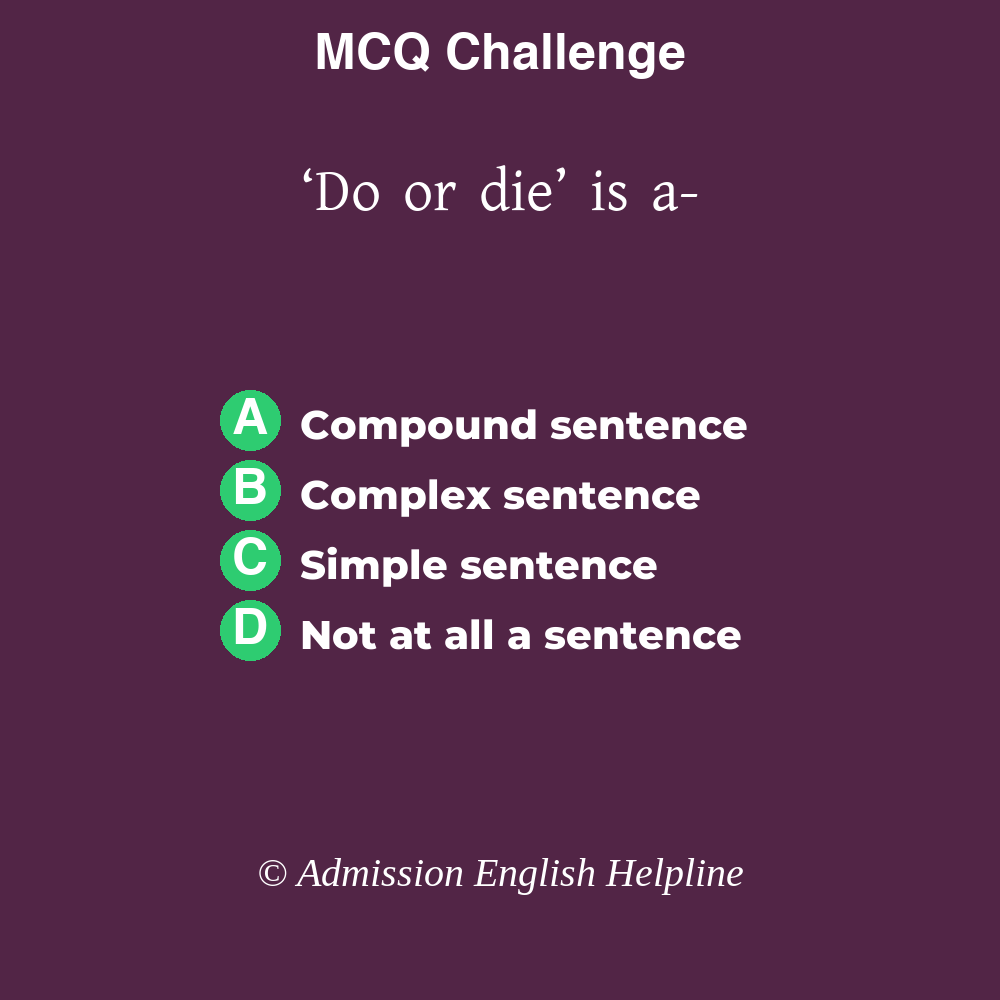 MCQ Challenge
‘Do or die’ is a-
A Compound sentence
B Complex sentence
C Simple sentence
D Not at all a sentence
© Admission English Helpline